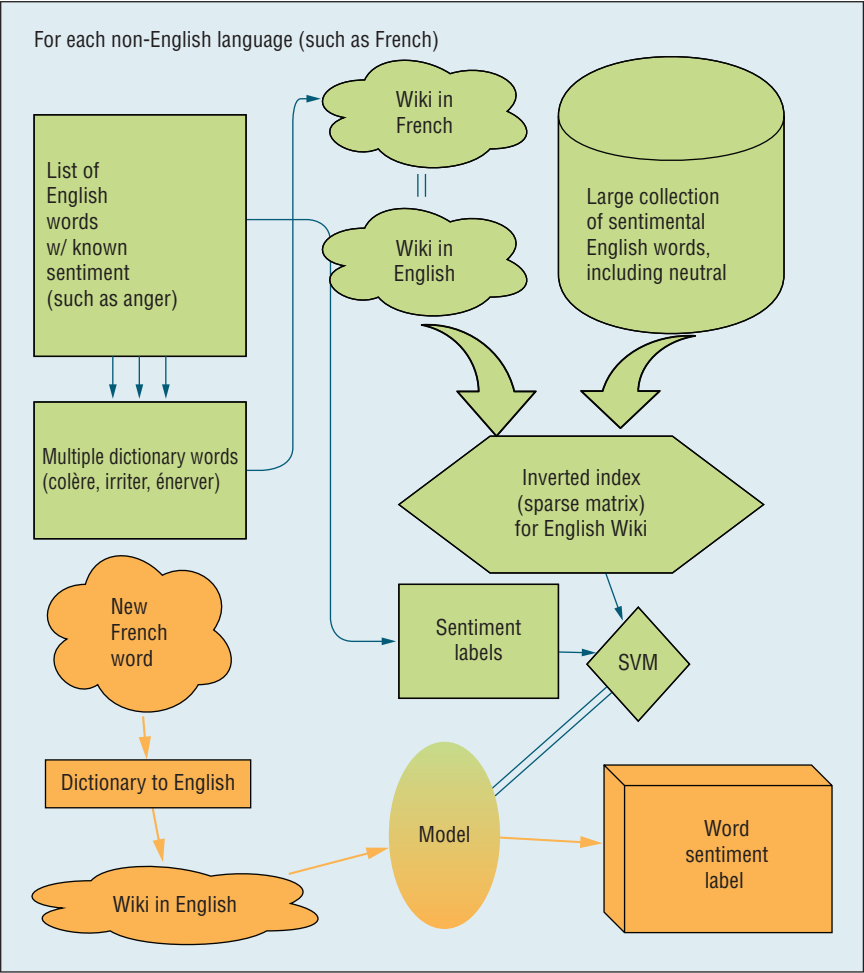 For each non-English language (such as French)
Wiki in
French
List of
English
words
w/ known
sentiment
(such as anger)
Large collection
of sentimental
English words,
including neutral
Wiki in
English
Multiple dictionary words
(colère, irriter, énerver)
Inverted index
(sparse matrix)
for English Wiki
New
French
word
Sentiment
labels
SVM
Dictionary to English
Model
Word
sentiment
label
Wiki in English